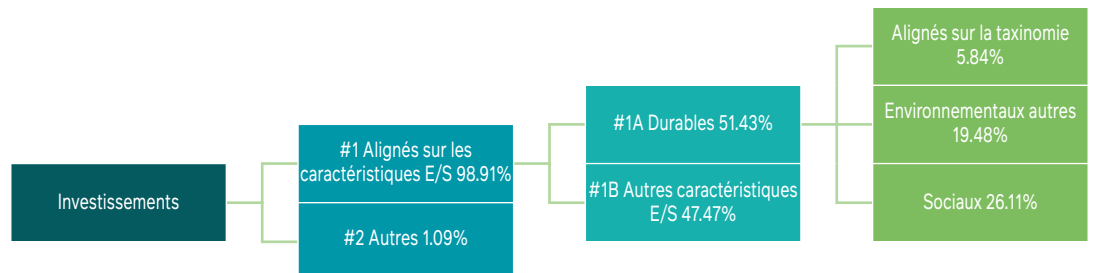 Investissements
#1 Alignés sur les
caractéristiques E/S 98.91%
#2 Autres 1.09%
#1A Durables 51.43%
#1B Autres caractéristiques
E/S 47.47%
Alignés sur la taxinomie
5.84%
Environnementaux autres
19.48%
Sociaux 26.11%